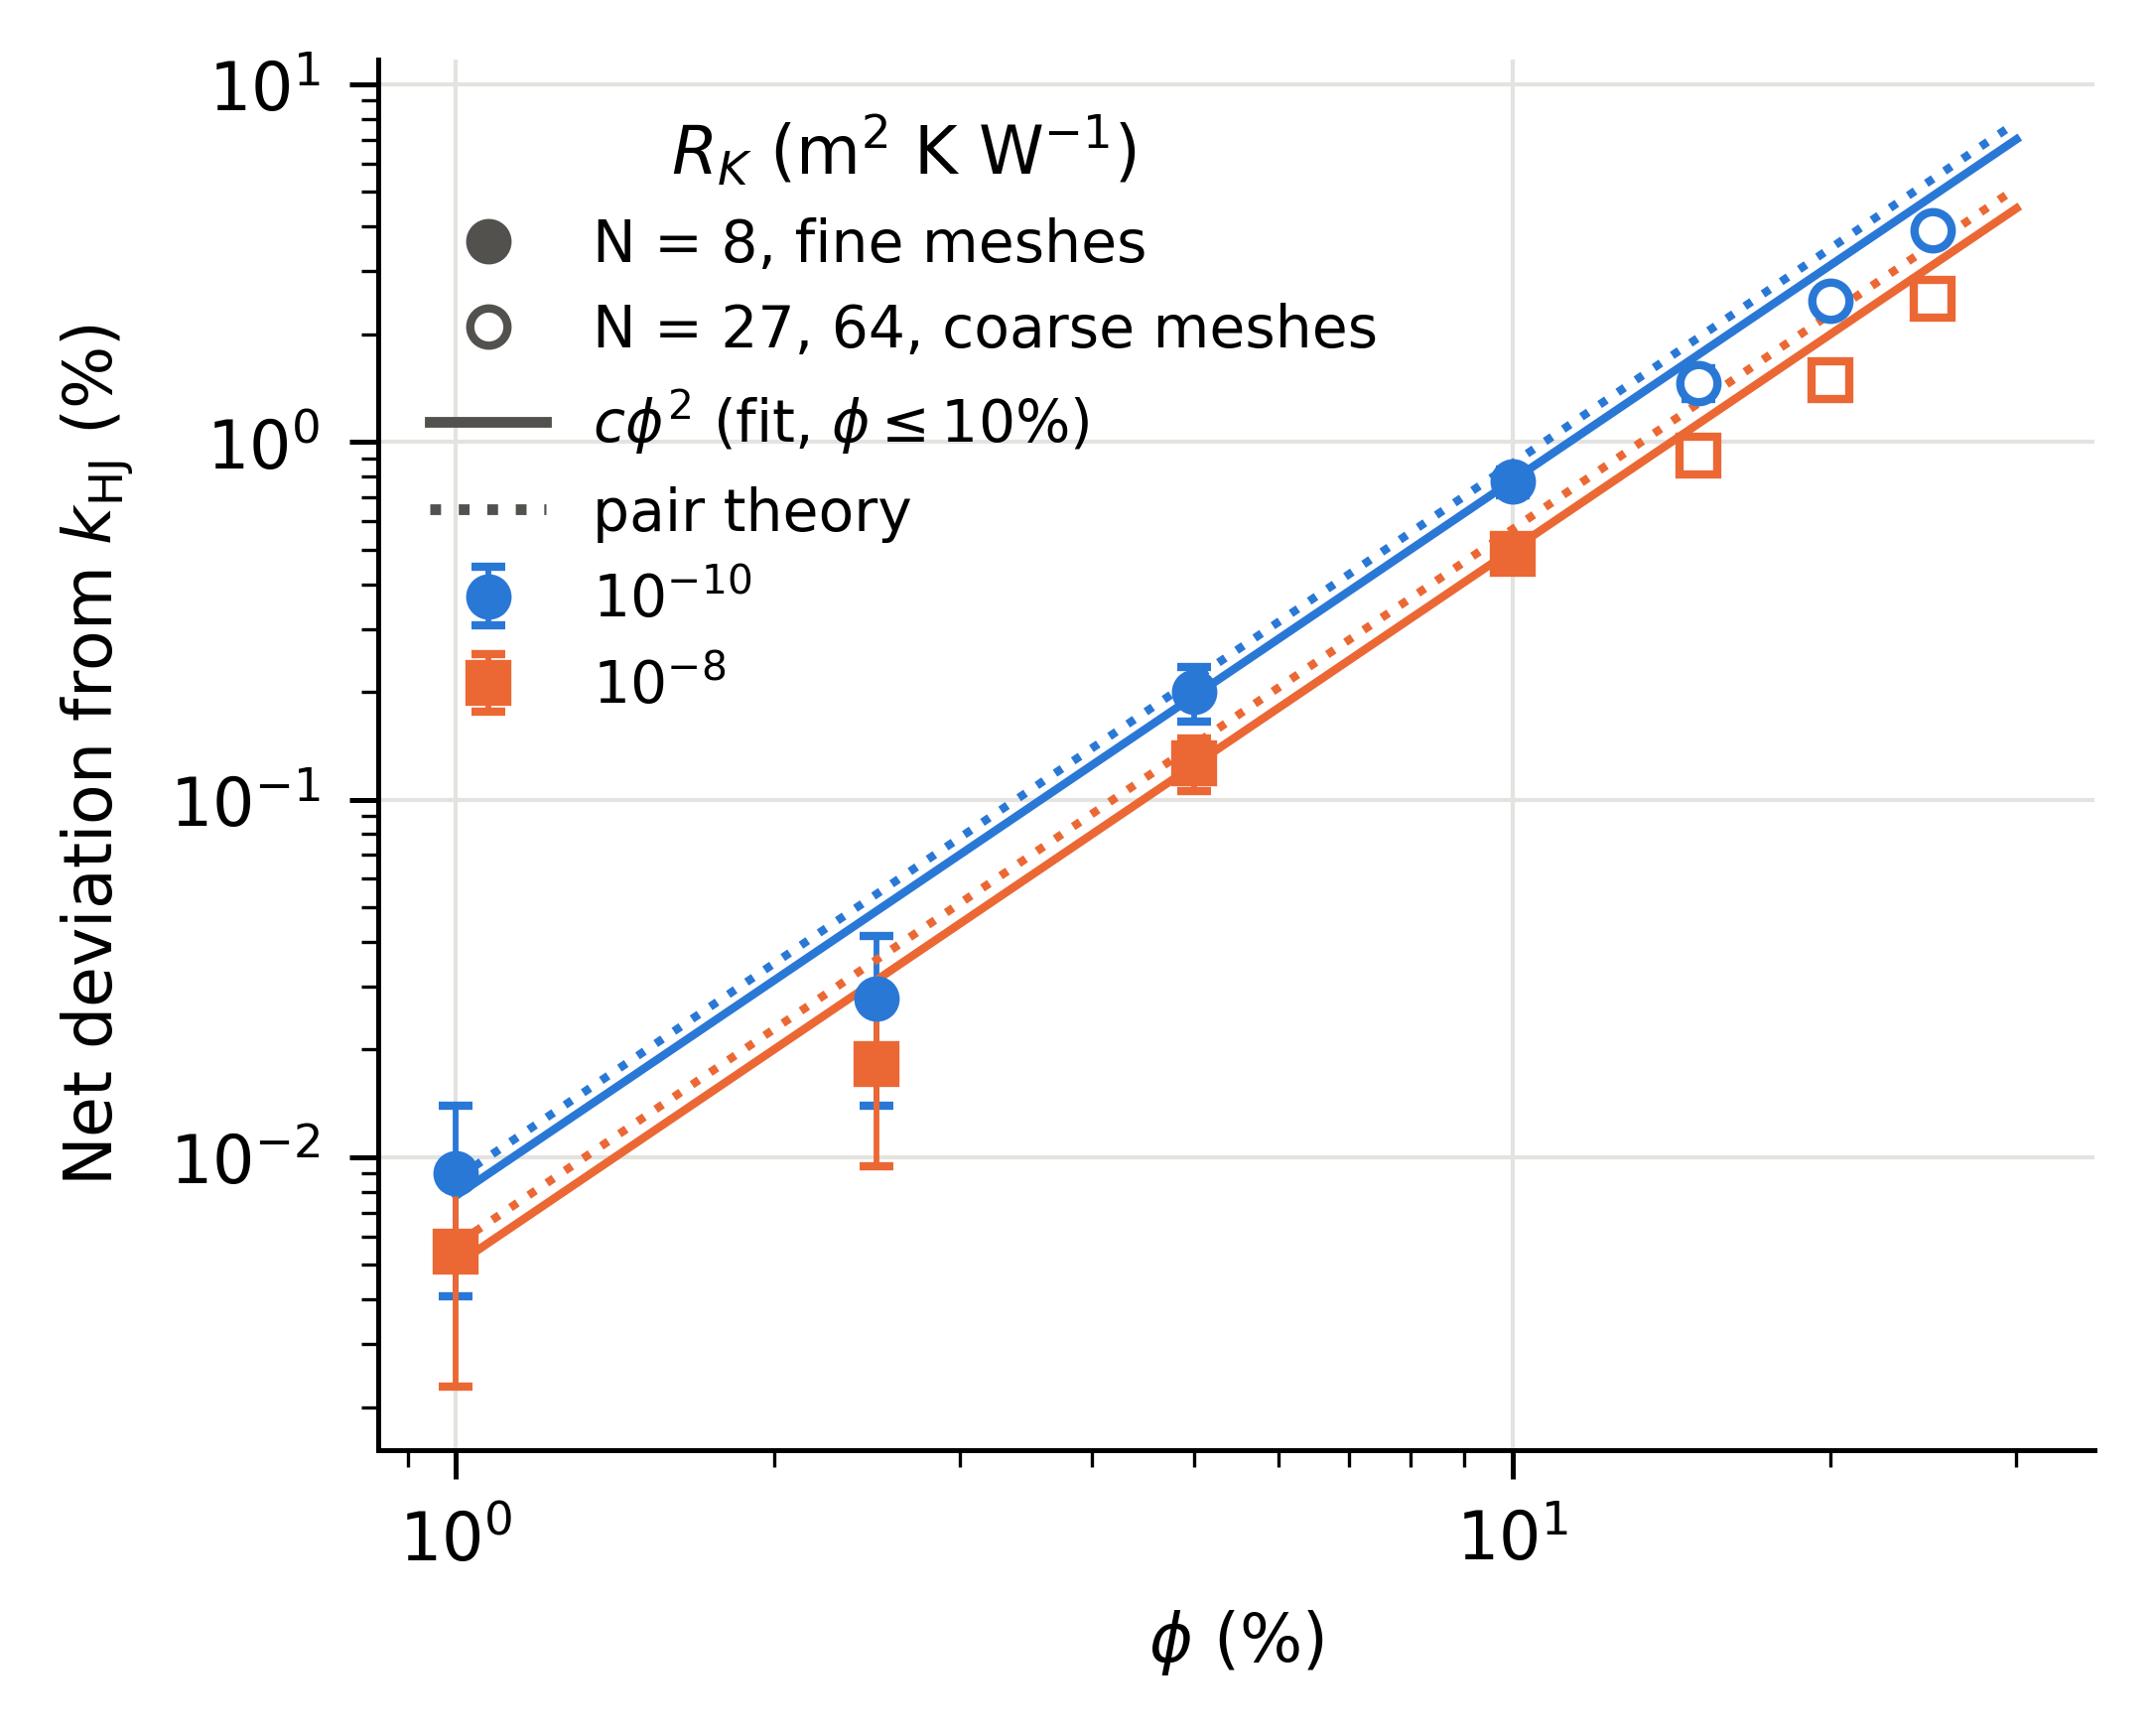 Net deviation from k_HJ (%)
10^1
10^0
10^−1
10^−2
R_K (m^2 K W^−1)
N = 8, fine meshes
N = 27, 64, coarse meshes
cϕ^2 (fit, ϕ ≤ 10%)
pair theory
10^−10
10^−8
10^0
10^1
ϕ (%)